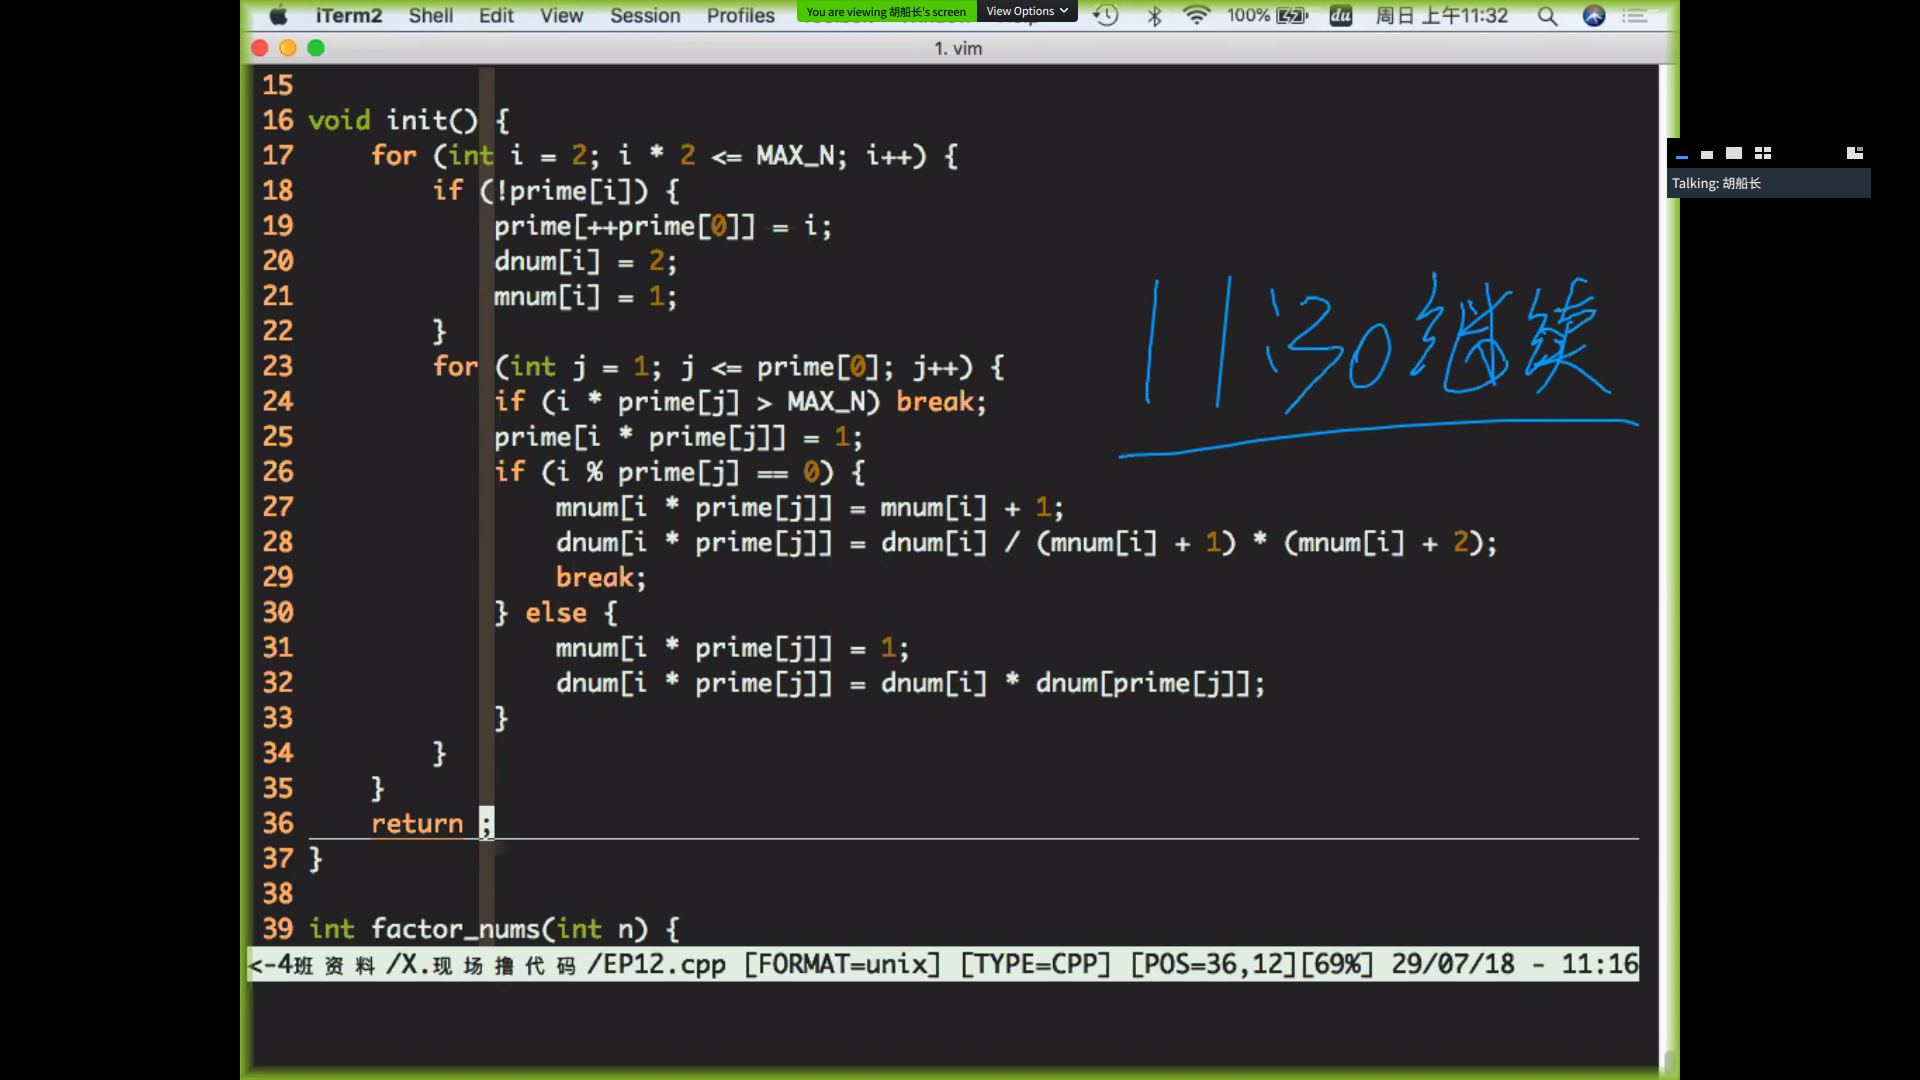 iTerm2 Shell Edit View Session Profiles
You are viewing 胡船长's screen View Options
100% du 周日 上午11:32
1. vim
Talking: 胡船长
15
16 void init() {
17     for (int i = 2; i * 2 <= MAX_N; i++) {
18         if (!prime[i]) {
19             prime[++prime[0]] = i;
20             dnum[i] = 2;
21             mnum[i] = 1;
22         }
23         for (int j = 1; j <= prime[0]; j++) {
24             if (i * prime[j] > MAX_N) break;
25             prime[i * prime[j]] = 1;
26             if (i % prime[j] == 0) {
27                 mnum[i * prime[j]] = mnum[i] + 1;
28                 dnum[i * prime[j]] = dnum[i] / (mnum[i] + 1) * (mnum[i] + 2);
29                 break;
30             } else {
31                 mnum[i * prime[j]] = 1;
32                 dnum[i * prime[j]] = dnum[i] * dnum[prime[j]];
33             }
34         }
35     }
36     return ;
37 }
38
39 int factor_nums(int n) {
11:30继续
<-4班资料/X.现场撸代码/EP12.cpp [FORMAT=unix] [TYPE=CPP] [POS=36,12][69%] 29/07/18 - 11:16